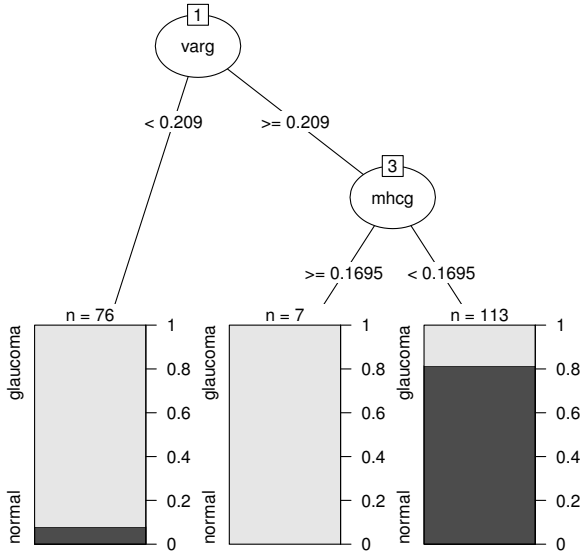 1
varg
< 0.209
>= 0.209
3
mhcg
>= 0.1695
< 0.1695
n = 76
n = 7
n = 113
glaucoma
normal
1
0.8
0.6
0.4
0.2
0
glaucoma
normal
1
0.8
0.6
0.4
0.2
0
glaucoma
normal
1
0.8
0.6
0.4
0.2
0